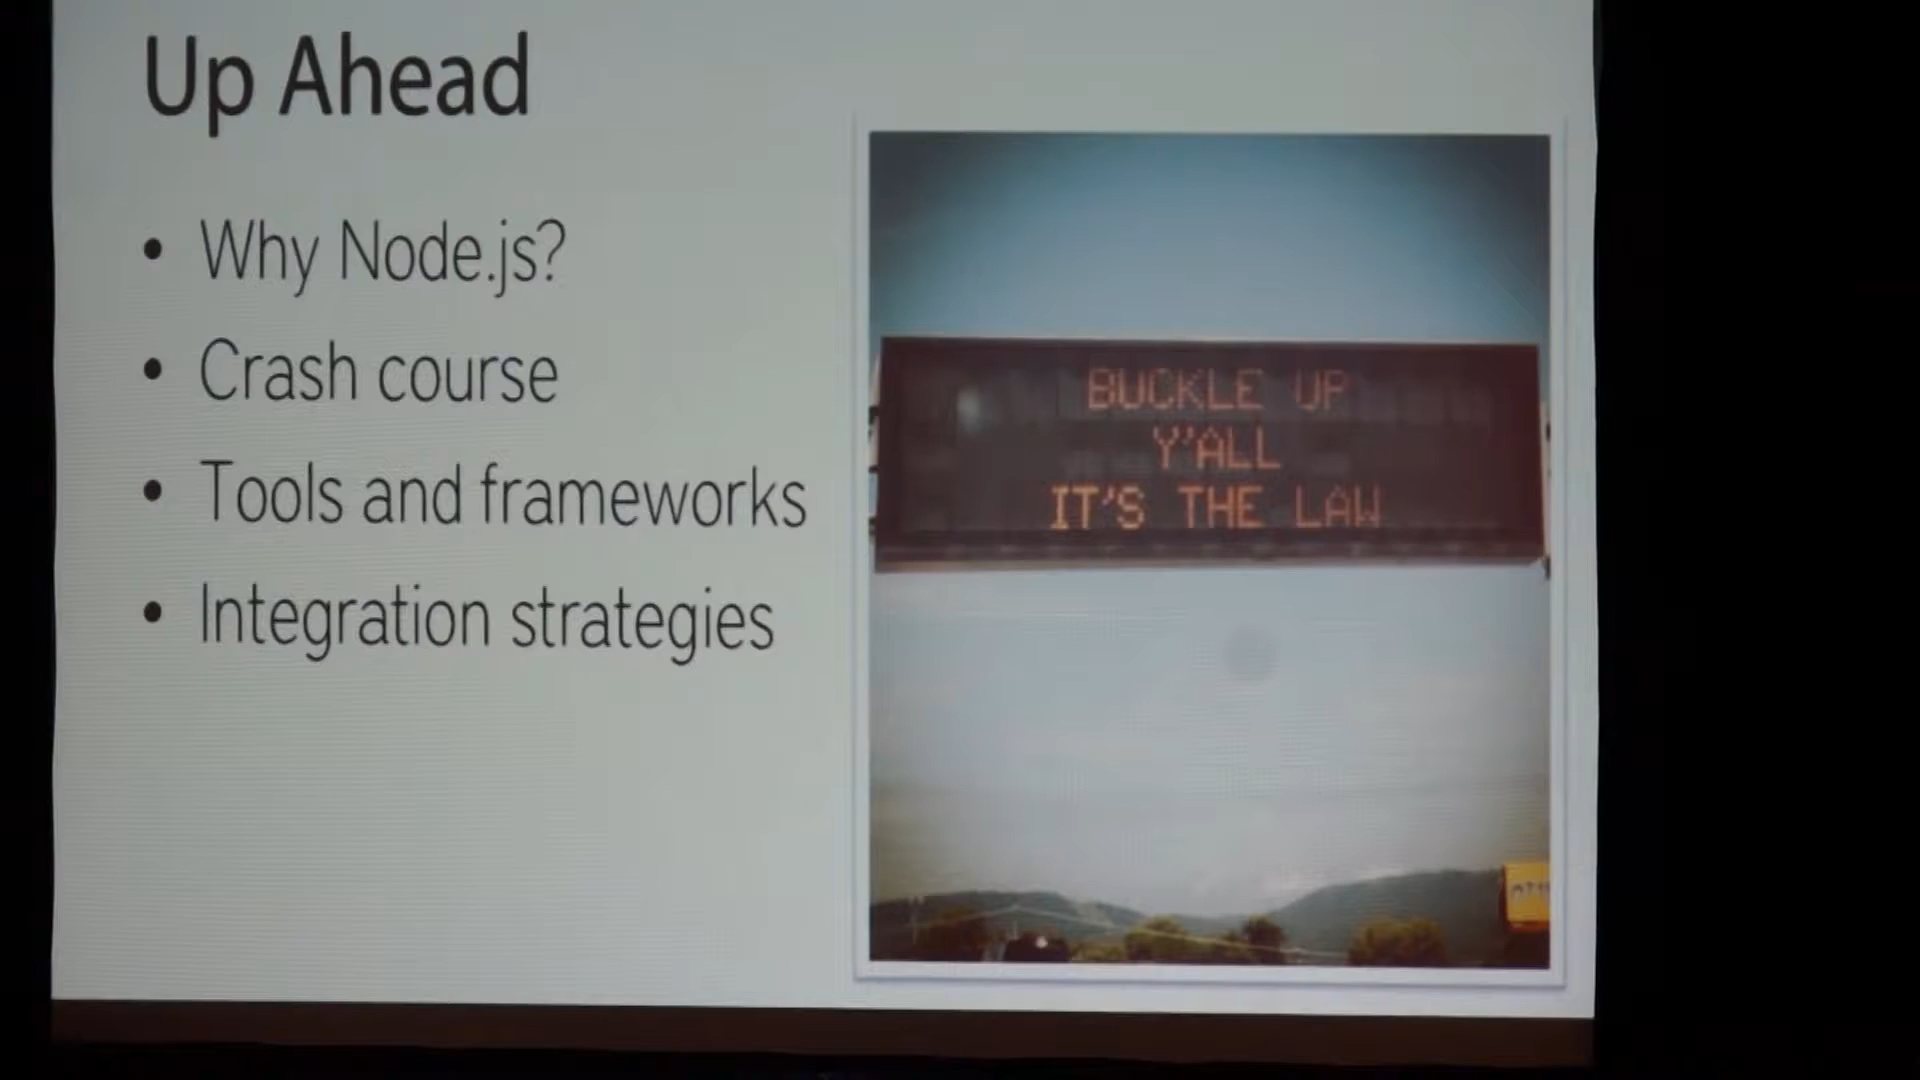 Up Ahead
• Why Node.js?
• Crash course
• Tools and frameworks
• Integration strategies
BUCKLE UP
Y'ALL
IT'S THE LAW